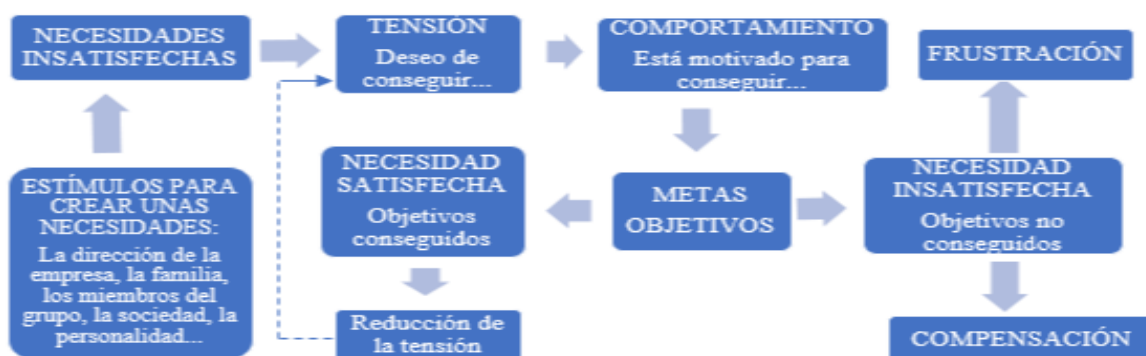 NECESIDADES
INSATISFECHAS
TENSIÓN
Deseo de
conseguir...
COMPORTAMIENTO
Está motivado para
conseguir...
FRUSTRACIÓN
ESTÍMULOS PARA
CREAR UNAS
NECESIDADES:
La dirección de la
empresa, la familia,
los miembros del
grupo, la sociedad, la
personalidad...
NECESIDAD
SATISFECHA
Objetivos
conseguidos
METAS
OBJETIVOS
NECESIDAD
INSATISFECHA
Objetivos no
conseguidos
Reducción de
la tensión
COMPENSACIÓN